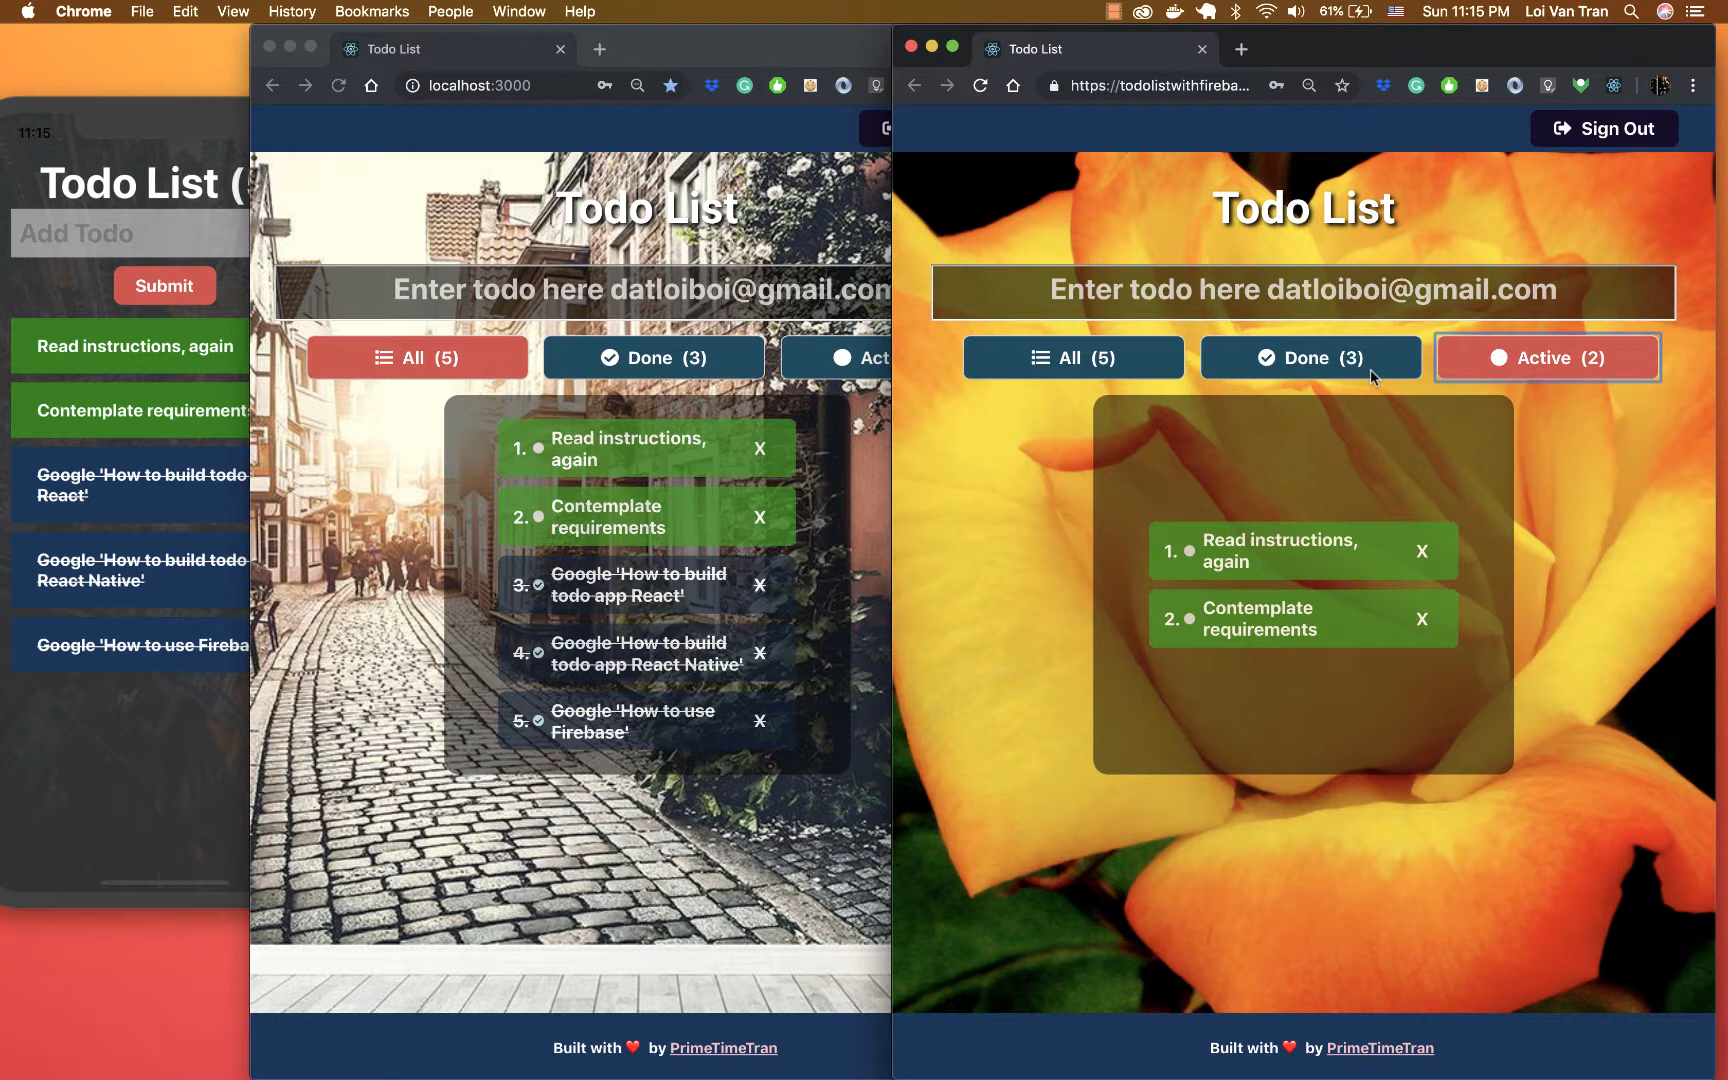 Chrome File Edit View History Bookmarks People Window Help 61% Sun 11:15 PM Loi Van Tran
11:15
Todo List (
Add Todo
Submit
Read instructions, again
Contemplate requirements
Google 'How to build todo
React'
Google 'How to build todo
React Native'
Google 'How to use Fireba
Todo List
localhost:3000
Todo List
Enter todo here datloiboi@gmail.com
All (5) Done (3) Act
1. Read instructions,
again X
2. Contemplate
requirements X
3. Google 'How to build
todo app React' X
4. Google 'How to build
todo app React Native' X
5. Google 'How to use
Firebase' X
Built with ❤️ by PrimeTimeTran
Todo List
https://todolistwithfireba...
Sign Out
Todo List
Enter todo here datloiboi@gmail.com
All (5) Done (3) Active (2)
1. Read instructions,
again X
2. Contemplate
requirements X
Built with ❤️ by PrimeTimeTran